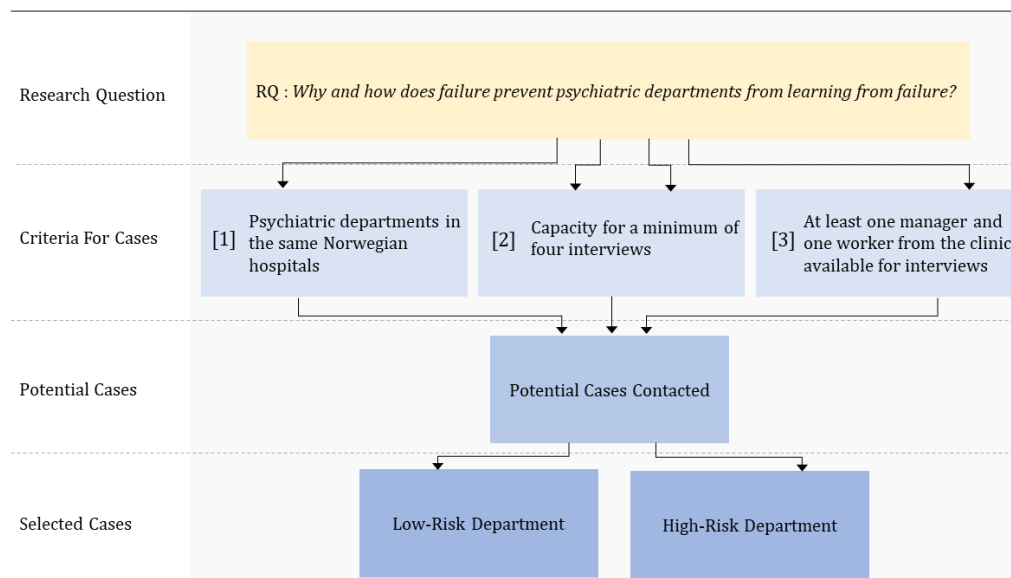 Research Question
RQ : Why and how does failure prevent psychiatric departments from learning from failure?
Criteria For Cases
[1]
Psychiatric departments in
the same Norwegian
hospitals
[2]
Capacity for a minimum of
four interviews
[3]
At least one manager and
one worker from the clinic
available for interviews
Potential Cases
Potential Cases Contacted
Selected Cases
Low-Risk Department
High-Risk Department